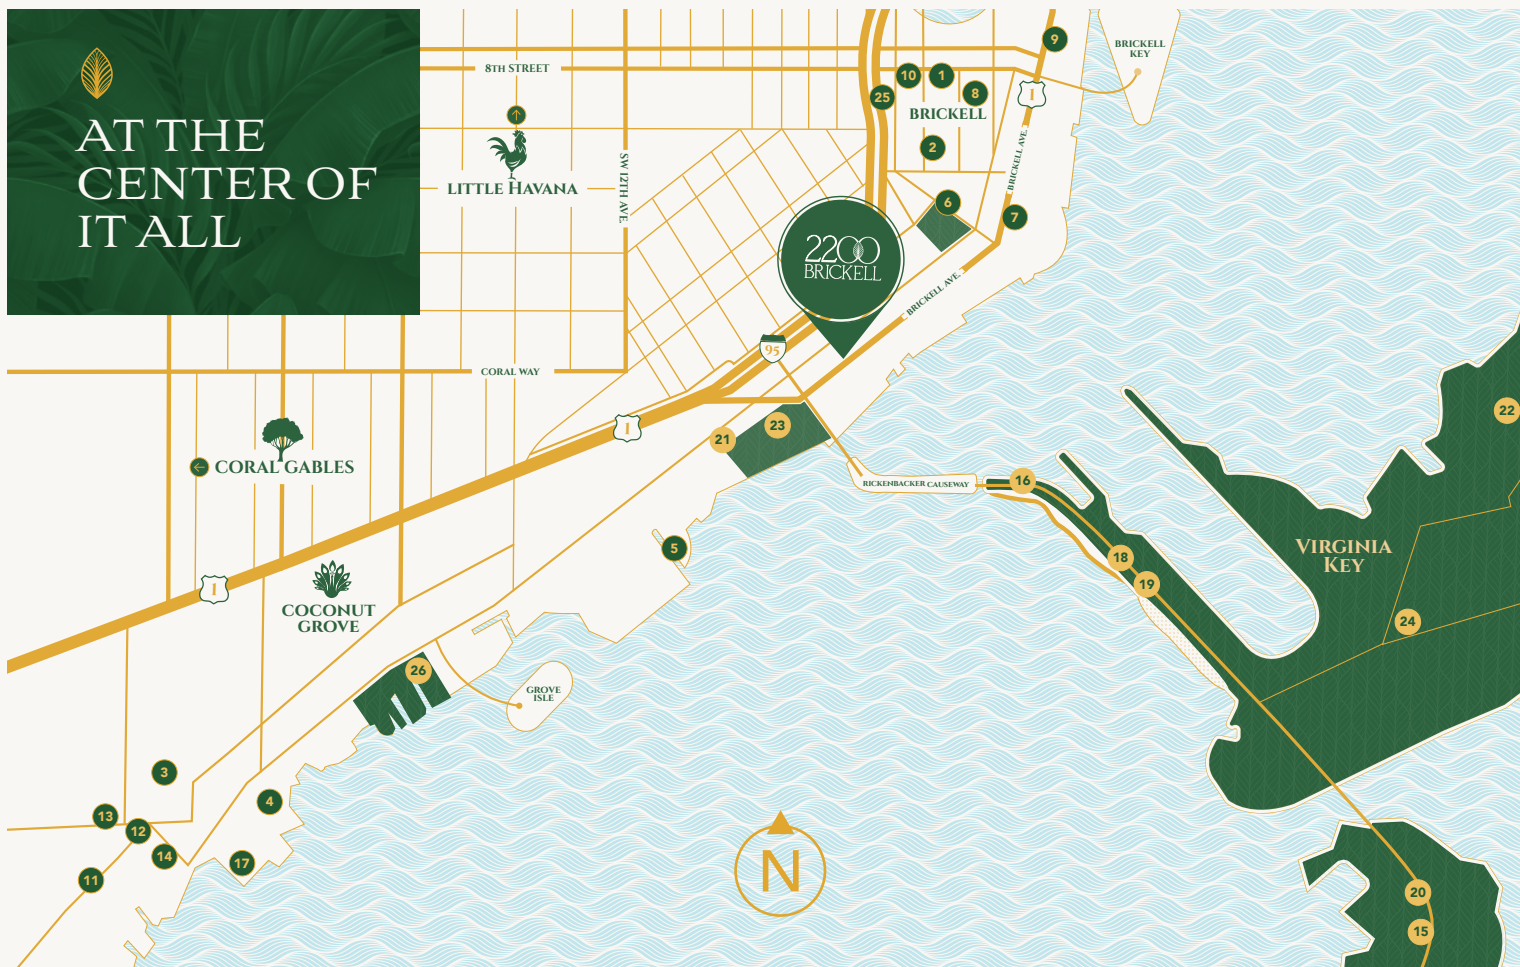 AT THE
CENTER OF
IT ALL
8TH STREET
LITTLE HAVANA
SW 12TH AVE.
CORAL WAY
BRICKELL
KEY
9
10
1
8
25
1
BRICKELL
2
BRICKELL AVE.
6
7
2200
BRICKELL
BRICKELL AVE.
95
1
21
23
CORAL GABLES
RICKENBACKER CAUSEWAY
16
22
5
18
19
VIRGINIA
KEY
24
1
COCONUT
GROVE
26
GROVE
ISLE
3
4
13
12
14
17
11
N
20
15